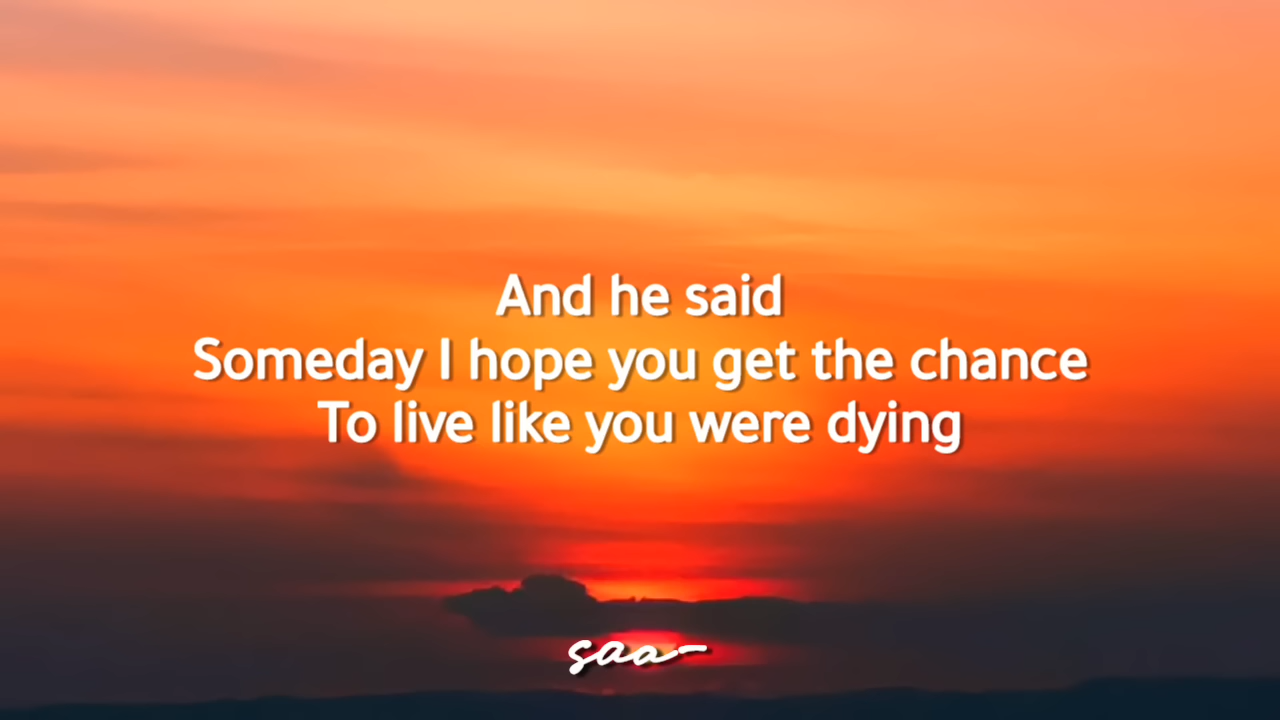 And he said
Someday I hope you get the chance
To live like you were dying
saa-